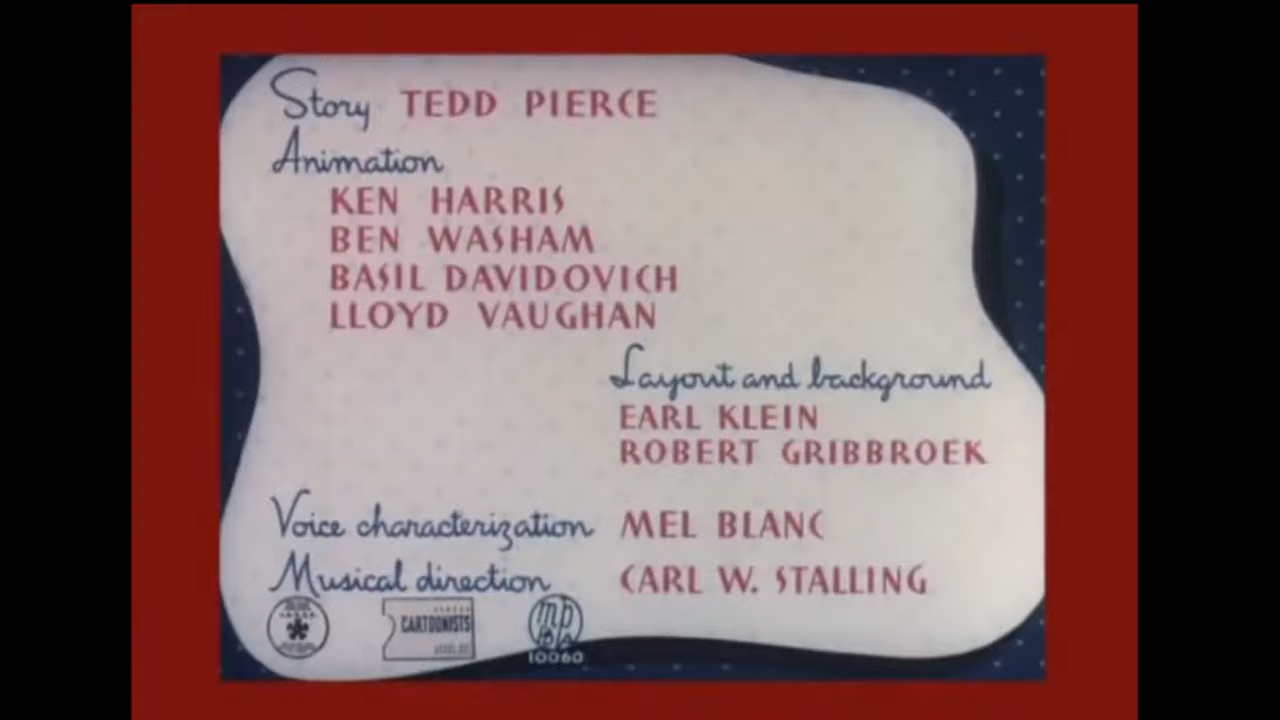 Story TEDD PIERCE
Animation
KEN HARRIS
BEN WASHAM
BASIL DAVIDOVICH
LLOYD VAUGHAN
Layout and background
EARL KLEIN
ROBERT GRIBBROEK
Voice characterization MEL BLANC
Musical direction CARL W. STALLING
CARTOONISTS
10060